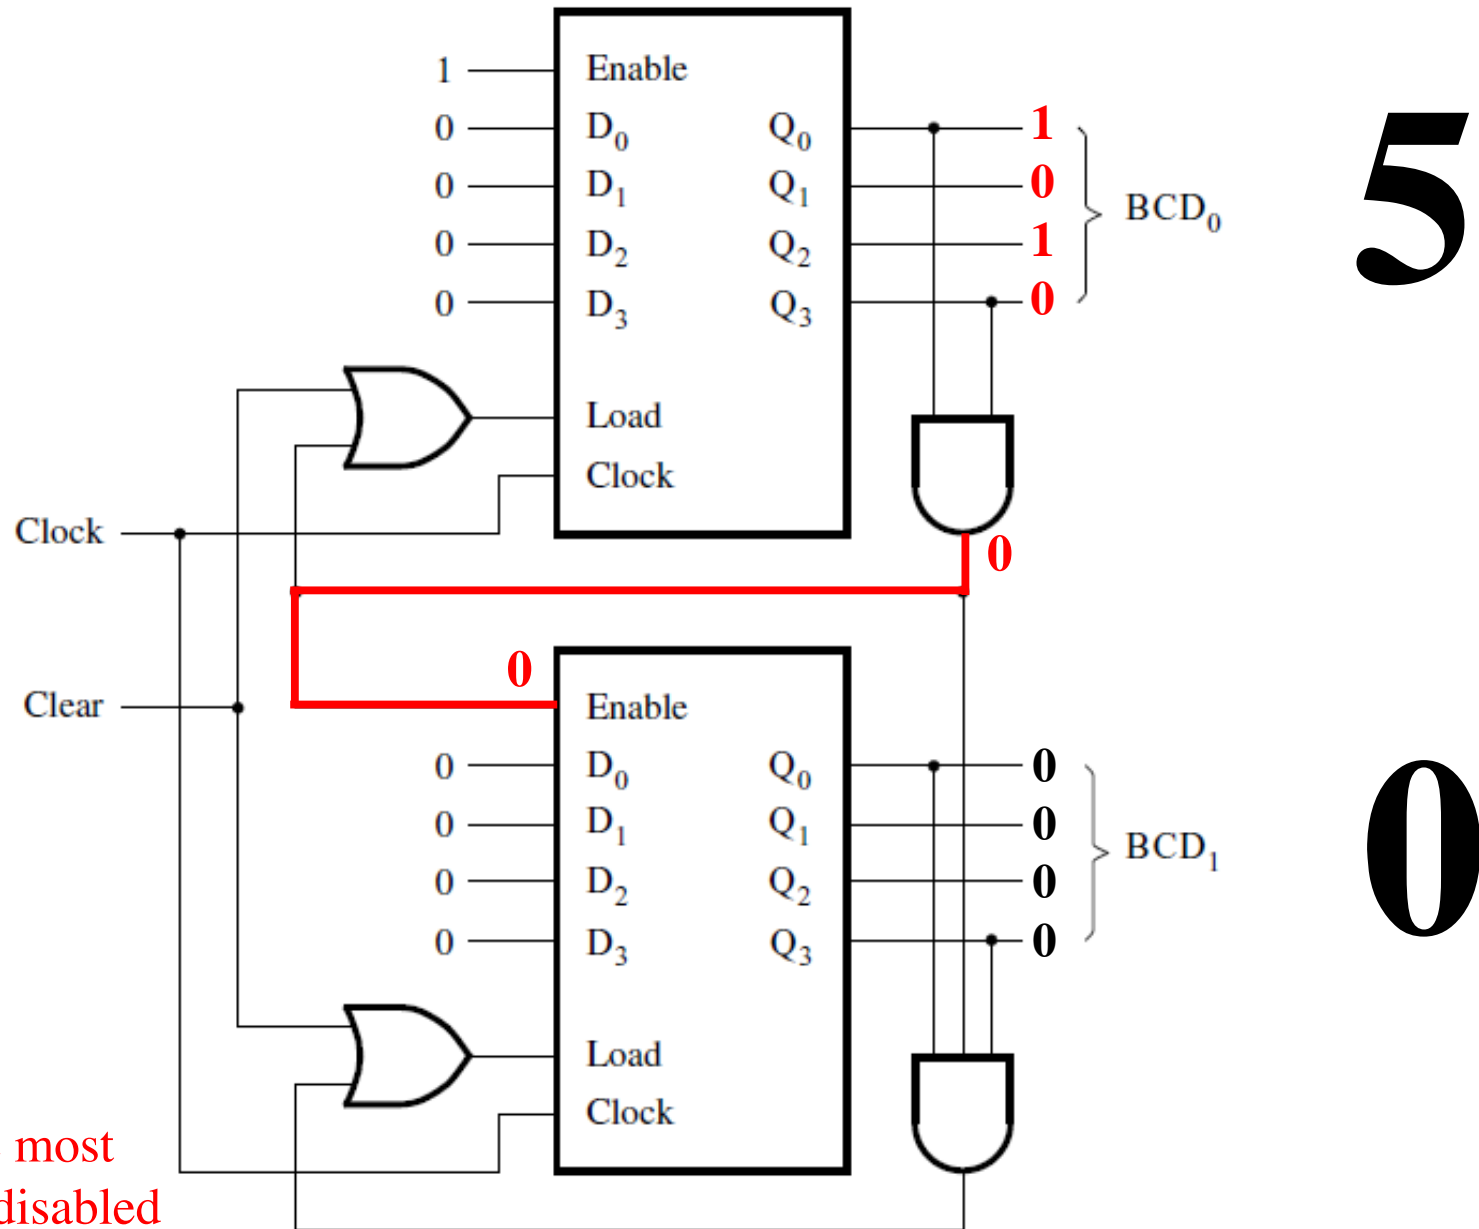 1 Enable
0 D0 Q0 1
0 D1 Q1 0
0 D2 Q2 1
0 D3 Q3 0
BCD0
5
Load
Clock
Clock
0
0
Clear
Enable
0 D0 Q0 0
0 D1 Q1 0
0 D2 Q2 0
0 D3 Q3 0
BCD1
0
Load
Clock
most
disabled